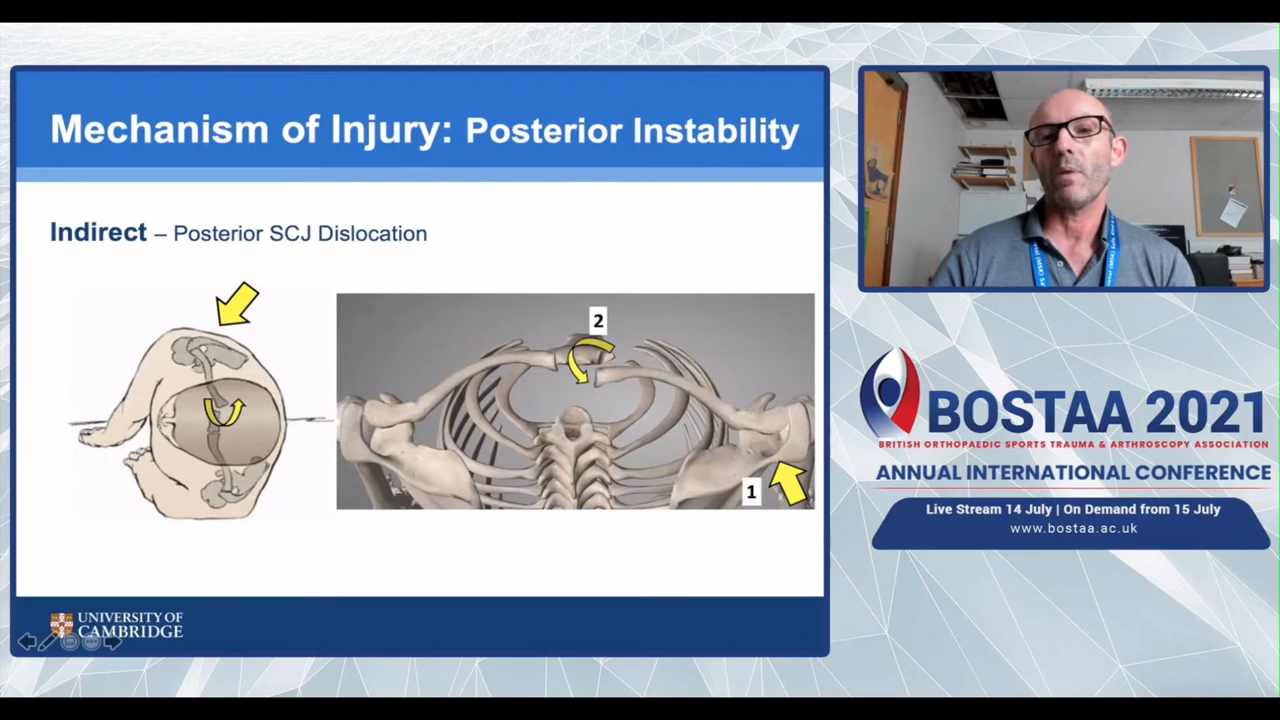 Mechanism of Injury: Posterior Instability
Indirect – Posterior SCJ Dislocation
2
1
UNIVERSITY OF
CAMBRIDGE
BOSTAA 2021
BRITISH ORTHOPAEDIC SPORTS TRAUMA & ARTHROSCOPY ASSOCIATION
ANNUAL INTERNATIONAL CONFERENCE
Live Stream 14 July | On Demand from 15 July
www.bostaa.ac.uk